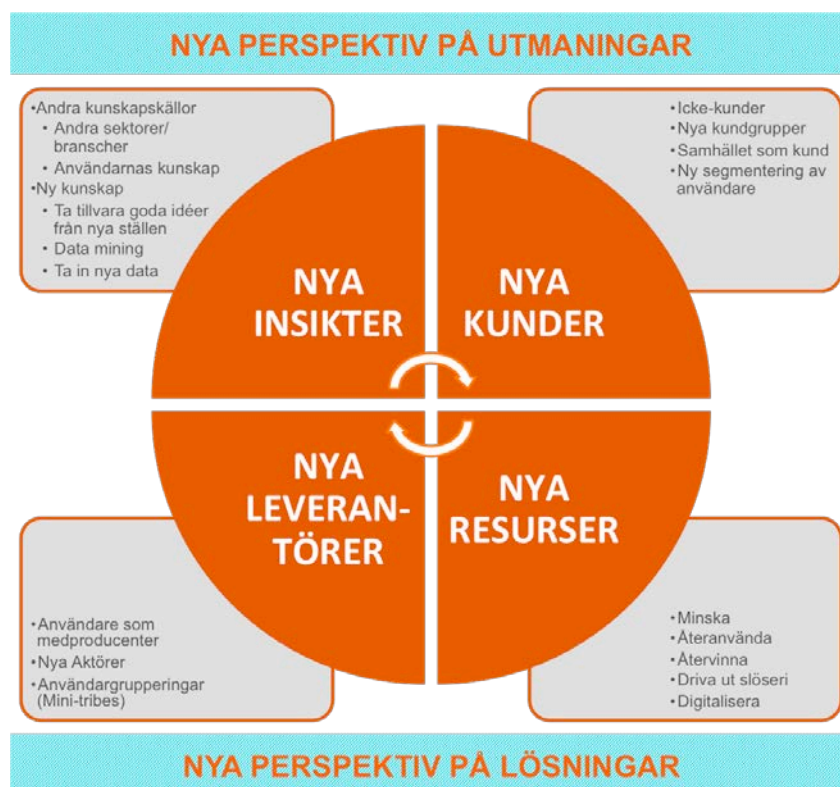 NYA PERSPEKTIV PÅ UTMANINGAR
•Andra kunskapskällor
• Andra sektorer/
branscher
• Användarnas kunskap
•Ny kunskap
• Ta tillvara goda idéer
från nya ställen
• Data mining
• Ta in nya data
•Icke-kunder
•Nya kundgrupper
•Samhället som kund
•Ny segmentering av
användare
NYA
INSIKTER
NYA
KUNDER
NYA
LEVERAN-
TÖRER
NYA
RESURSER
•Användare som
medproducenter
•Nya Aktörer
•Användargrupperingar
(Mini-tribes)
•Minska
•Återanvända
•Återvinna
•Driva ut slöseri
•Digitalisera
NYA PERSPEKTIV PÅ LÖSNINGAR